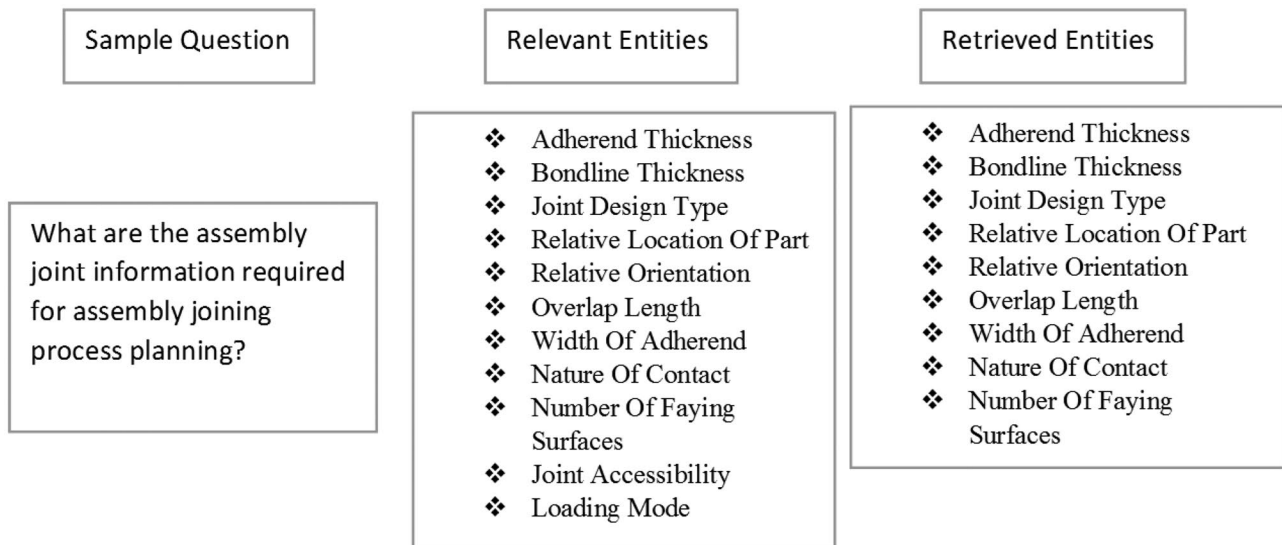 Sample Question
Relevant Entities
Retrieved Entities
What are the assembly
joint information required
for assembly joining
process planning?
❖ Adherend Thickness
❖ Bondline Thickness
❖ Joint Design Type
❖ Relative Location Of Part
❖ Relative Orientation
❖ Overlap Length
❖ Width Of Adherend
❖ Nature Of Contact
❖ Number Of Faying
Surfaces
❖ Joint Accessibility
❖ Loading Mode
❖ Adherend Thickness
❖ Bondline Thickness
❖ Joint Design Type
❖ Relative Location Of Part
❖ Relative Orientation
❖ Overlap Length
❖ Width Of Adherend
❖ Nature Of Contact
❖ Number Of Faying
Surfaces